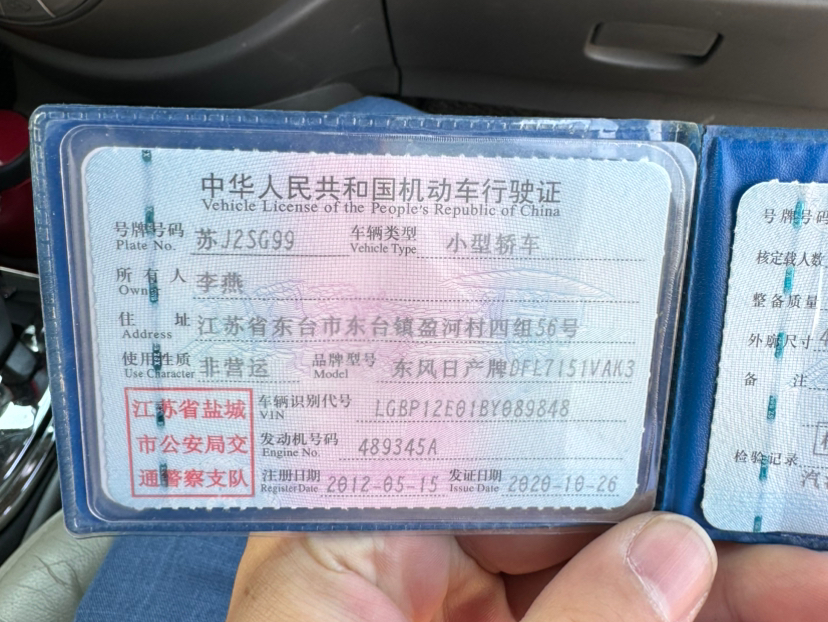 中华人民共和国机动车行驶证
Vehicle License of the People's Republic of China
号牌号码 苏J2SG99 车辆类型 小型轿车
Plate No. Vehicle Type
所有人 李燕
Owner
住址 江苏省东台市东台镇盈河村四组56号
Address
使用性质 非营运 品牌型号 东风日产牌DFL7151VAK3
Use Character Model
江苏省盐城
市公安局交
通警察支队
车辆识别代号 LGBP12E01BY089848
VIN
发动机号码 489345A
Engine No.
注册日期 2012-05-15 发证日期 2020-10-26
Register Date Issue Date
号牌号码
核定载人数
整备质量
外廓尺寸 4
备注
检验记录